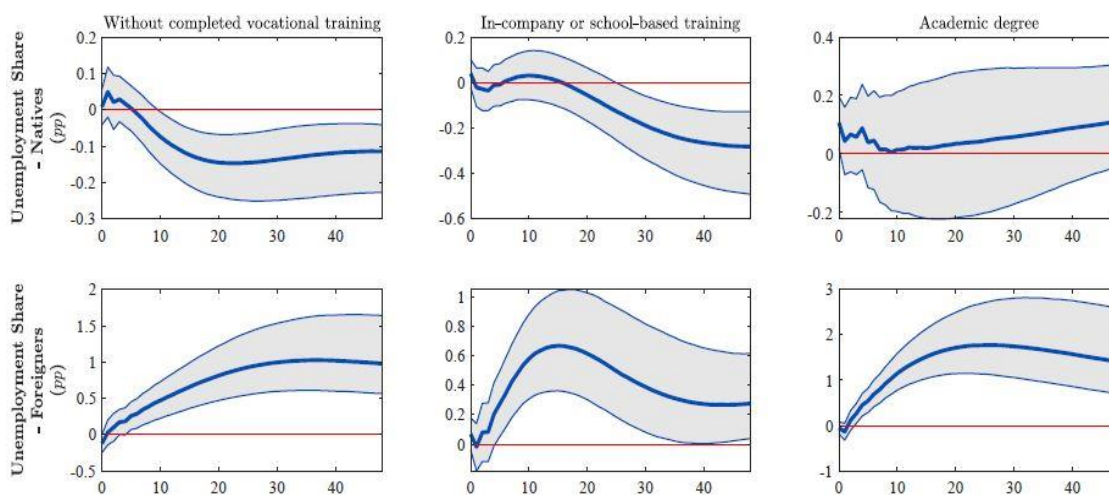 Without completed vocational training
In-company or school-based training
Academic degree
Unemployment Share
- Natives
(pp)
0.2
0.1
0
-0.1
-0.2
-0.3
0 10 20 30 40
0.2
0
-0.2
-0.4
-0.6
0 10 20 30 40
0.4
0.2
0
-0.2
0 10 20 30 40
Unemployment Share
- Foreigners
(pp)
2
1.5
1
0.5
0
-0.5
0 10 20 30 40
1
0.8
0.6
0.4
0.2
0
0 10 20 30 40
3
2
1
0
-1
0 10 20 30 40